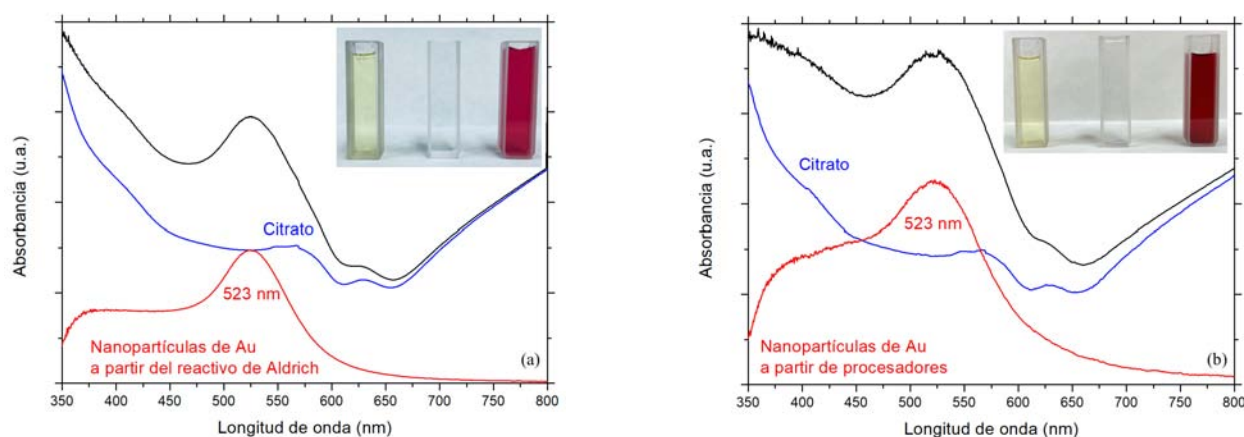 Absorbancia (u.a.)
Citrato
523 nm
Nanopartículas de Au
a partir del reactivo de Aldrich
(a)
350 400 450 500 550 600 650 700 750 800
Longitud de onda (nm)
Absorbancia (u.a.)
Citrato
523 nm
Nanopartículas de Au
a partir de procesadores
(b)
350 400 450 500 550 600 650 700 750 800
Longitud de onda (nm)